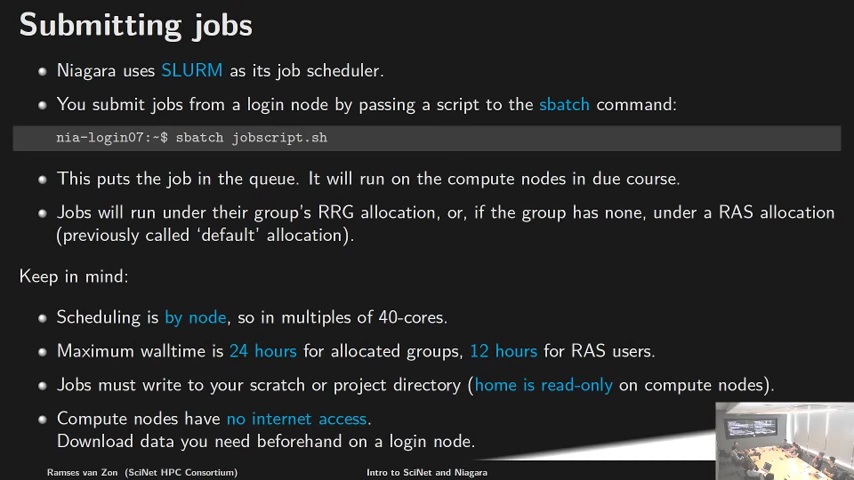 Submitting jobs
Niagara uses SLURM as its job scheduler.
You submit jobs from a login node by passing a script to the sbatch command:
nia-login07:~$ sbatch jobscript.sh
This puts the job in the queue. It will run on the compute nodes in due course.
Jobs will run under their group's RRG allocation, or, if the group has none, under a RAS allocation
(previously called ‘default’ allocation).
Keep in mind:
Scheduling is by node, so in multiples of 40-cores.
Maximum walltime is 24 hours for allocated groups, 12 hours for RAS users.
Jobs must write to your scratch or project directory (home is read-only on compute nodes).
Compute nodes have no internet access.
Download data you need beforehand on a login node.
Ramses van Zon (SciNet HPC Consortium)
Intro to SciNet and Niagara